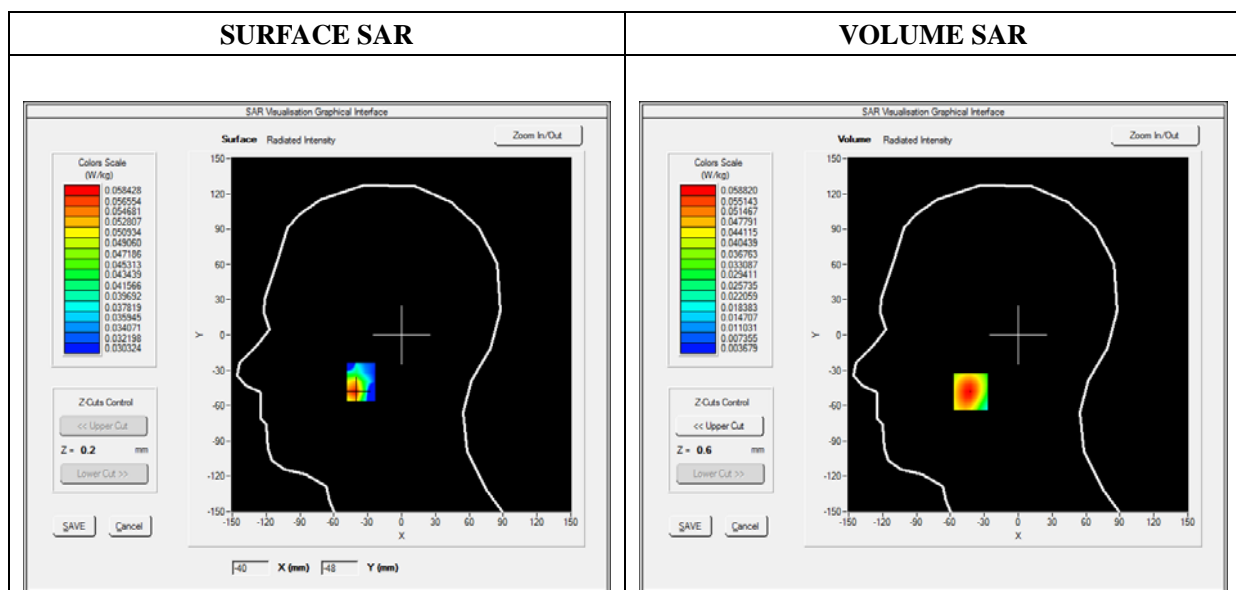 SURFACE SAR
VOLUME SAR
SAR Visualisation Graphical Interface
Surface Radiated Intensity
Zoom In/Out
Colors Scale
(W/kg)
0.058428
0.056554
0.054681
0.052807
0.050934
0.049060
0.047186
0.045313
0.043439
0.041566
0.039692
0.037819
0.035945
0.034071
0.032198
0.030324
150
120
90
60
30
0
-30
-60
-90
-120
-150
Y
-150 -120 -90 -60 -30 0 30 60 90 120 150
X
Z-Cuts Control
<< Upper Cut
Z = 0.2 mm
Lower Cut >>
SAVE Cancel
-40 X (mm) -48 Y (mm)
SAR Visualisation Graphical Interface
Volume Radiated Intensity
Zoom In/Out
Colors Scale
(W/kg)
0.058820
0.055143
0.051467
0.047791
0.044115
0.040439
0.036763
0.033087
0.029411
0.025735
0.022059
0.018383
0.014707
0.011031
0.007355
0.003679
150
120
90
60
30
0
-30
-60
-90
-120
-150
Y
-150 -120 -90 -60 -30 0 30 60 90 120 150
X
Z-Cuts Control
<< Upper Cut
Z = 0.6 mm
Lower Cut >>
SAVE Cancel